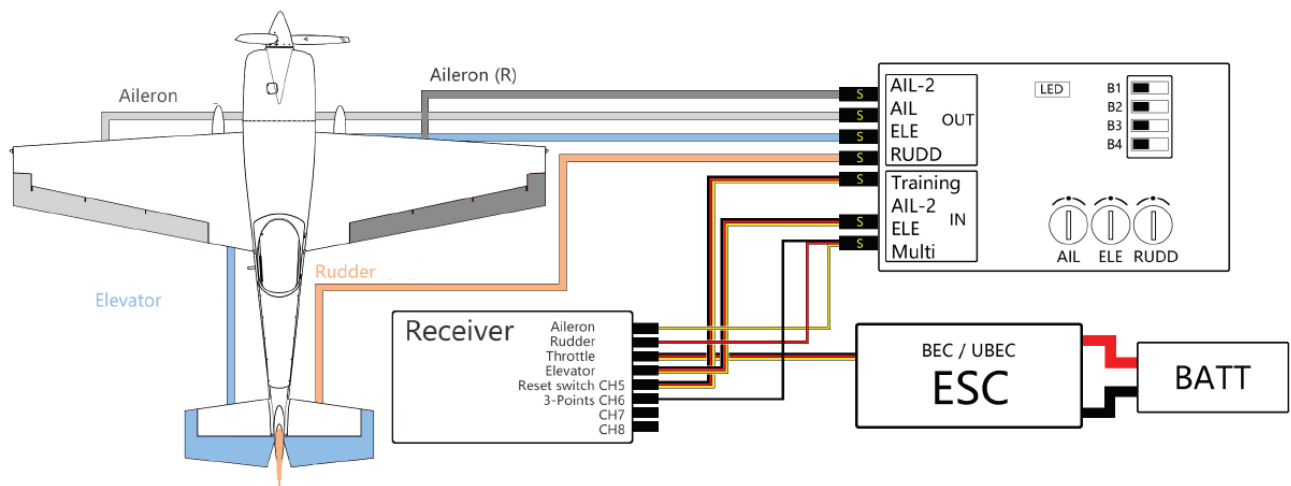 Aileron (R)
Aileron
Rudder
Elevator
S
S
S
S
S
S
S
AIL-2
AIL
ELE
RUDD
OUT
Training
AIL-2
ELE
Multi
IN
LED
B1
B2
B3
B4
AIL ELE RUDD
Receiver
Aileron
Rudder
Throttle
Elevator
Reset switch CH5
3-Points CH6
CH7
CH8
BEC / UBEC
ESC
BATT